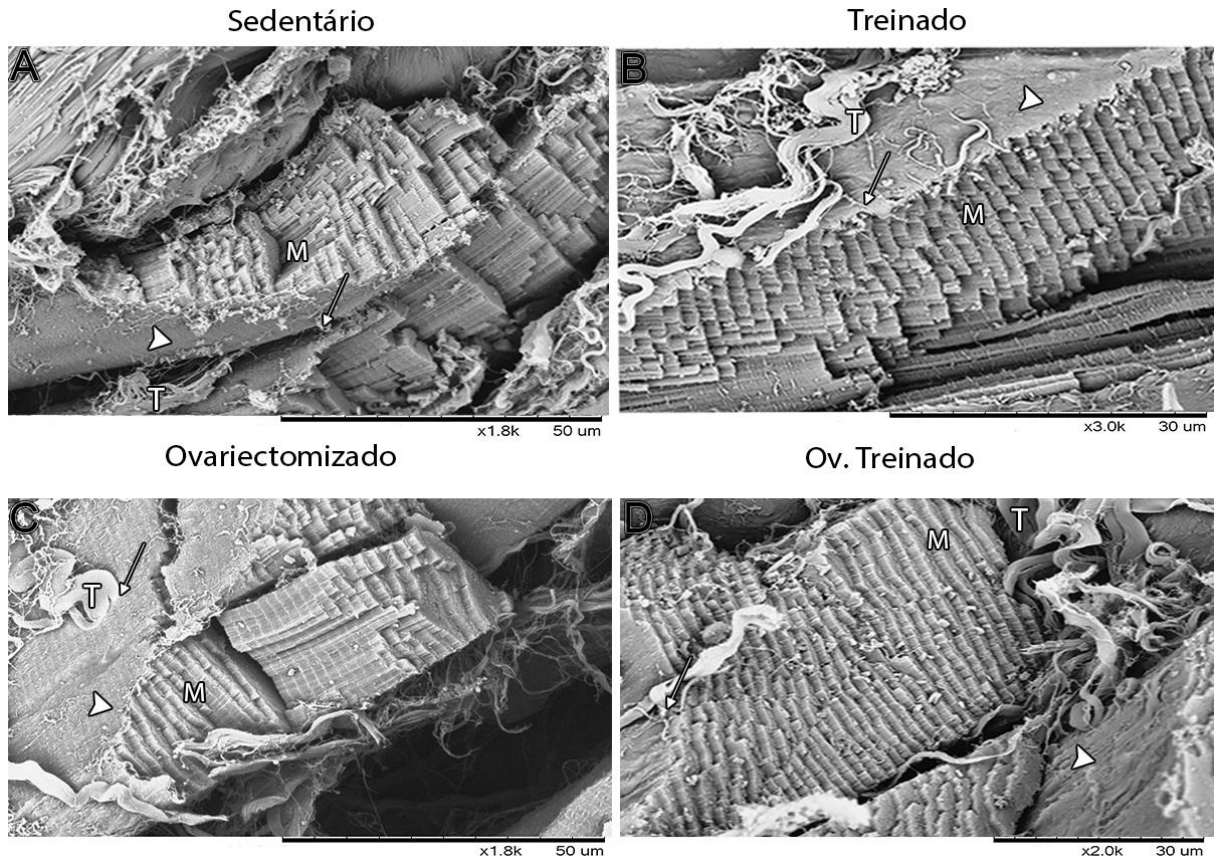 Sedentário
Treinado
A
M
T
x1.8k 50 um
B
T
M
x3.0k 30 um
Ovariectomizado
Ov. Treinado
C
T
M
x1.8k 50 um
D
M
T
x2.0k 30 um